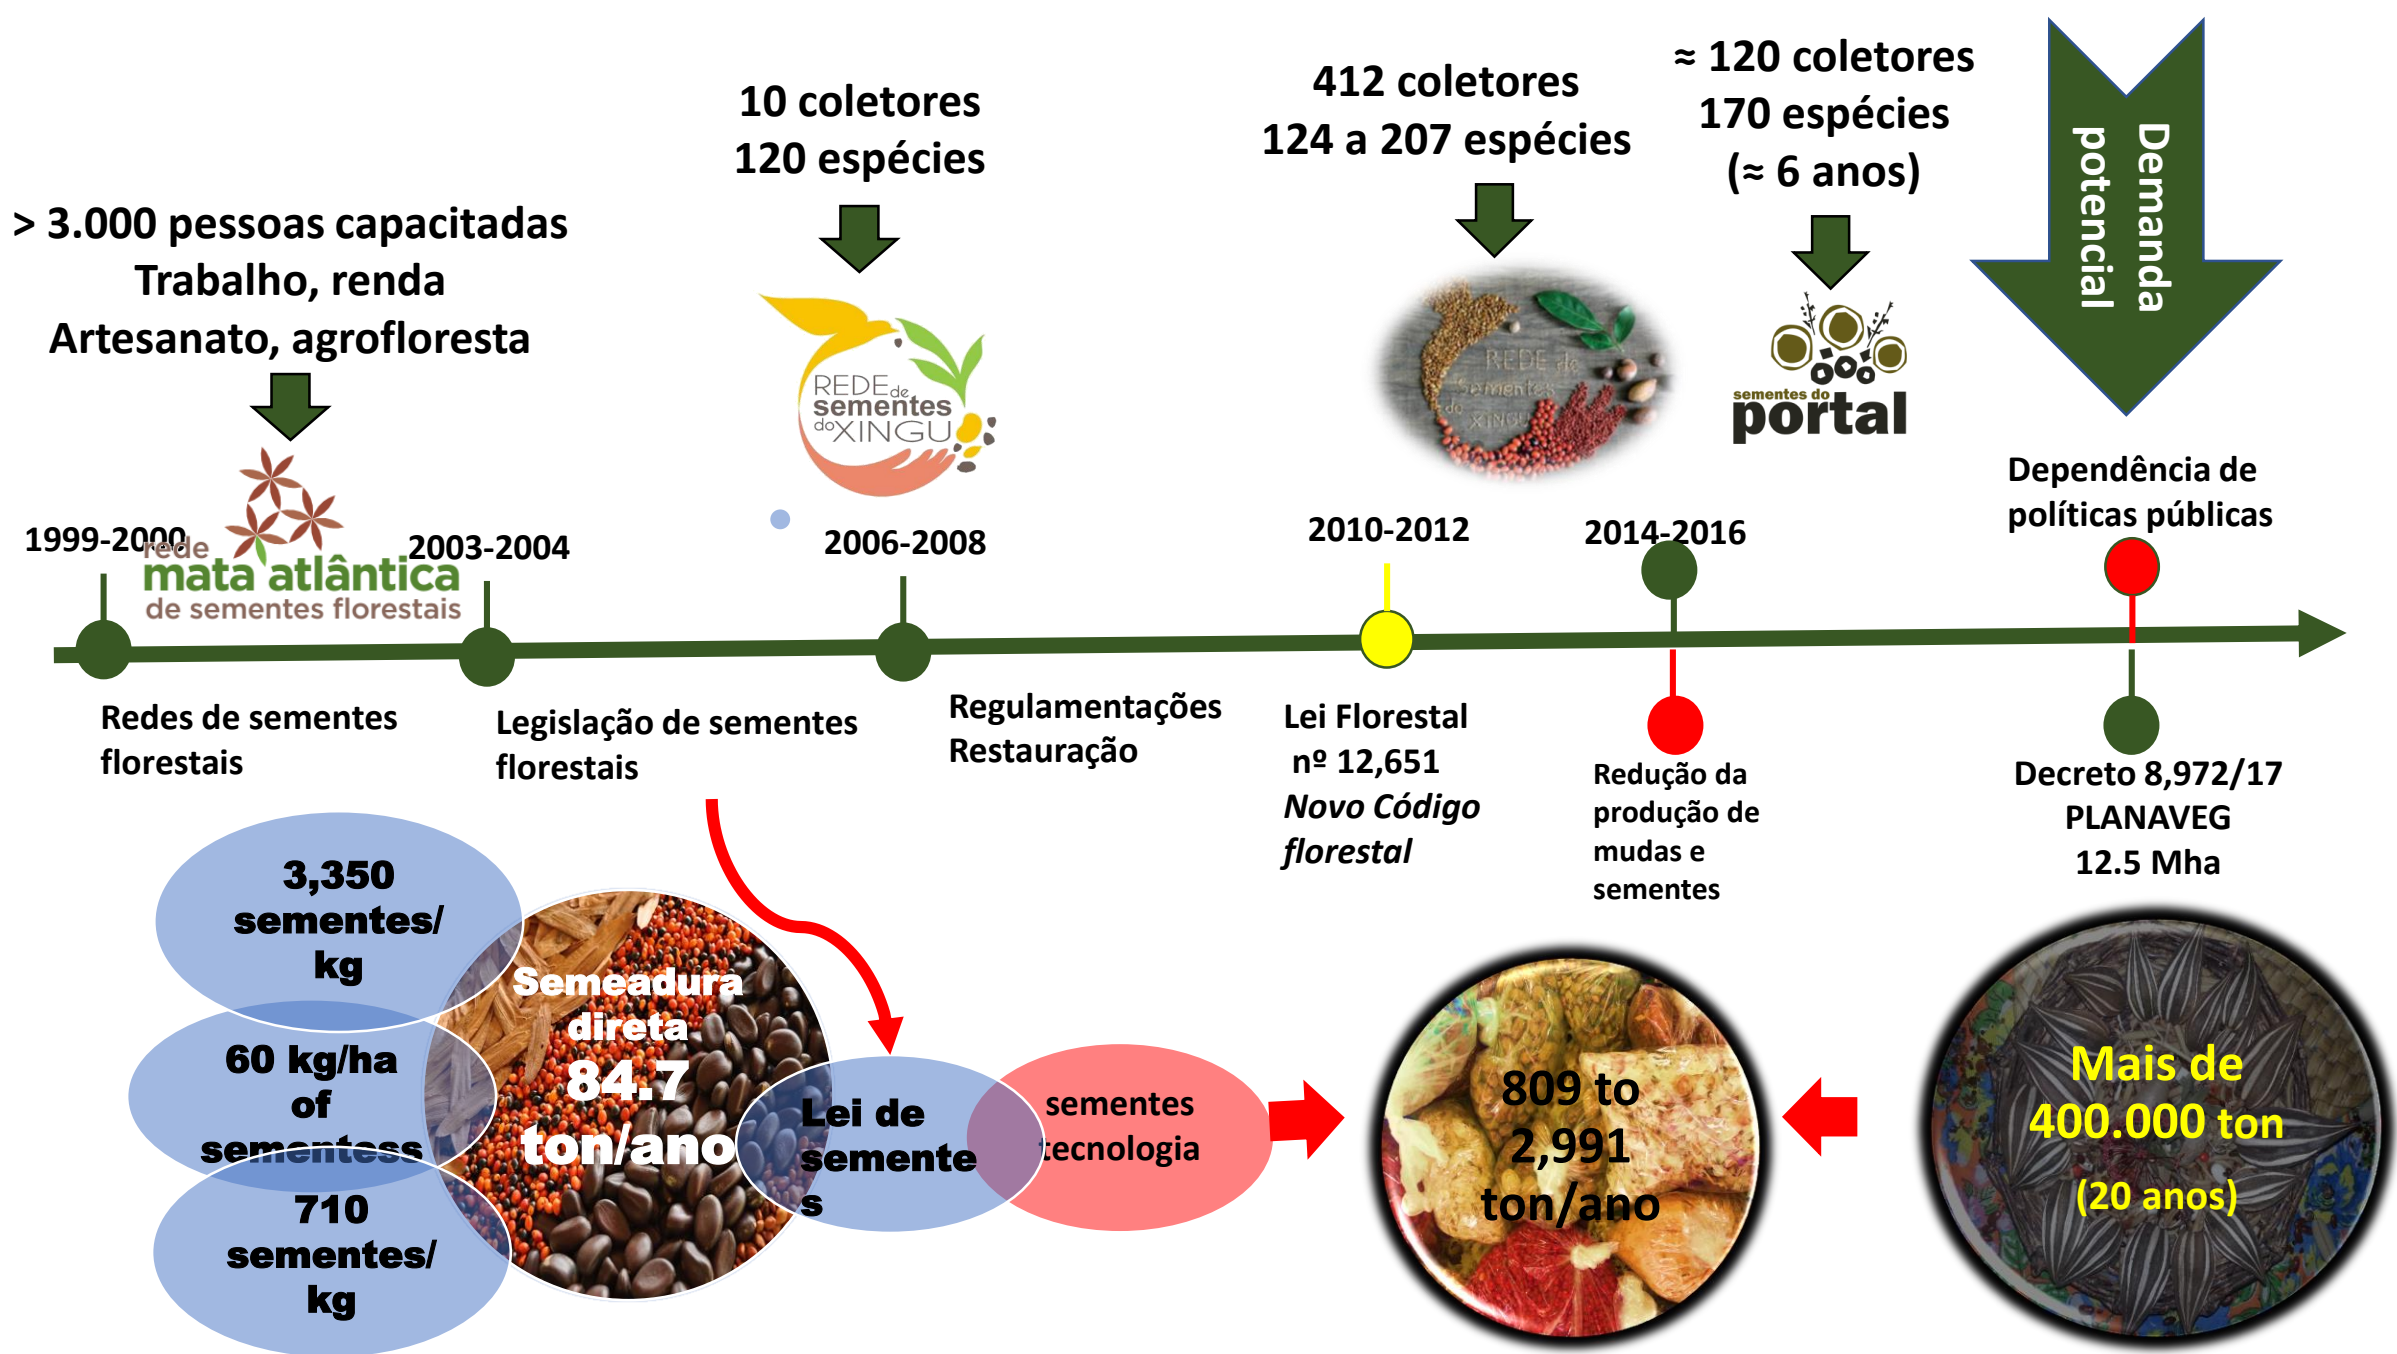 > 3.000 pessoas capacitadas
Trabalho, renda
Artesanato, agrofloresta
10 coletores
120 espécies
412 coletores
124 a 207 espécies
≈ 120 coletores
170 espécies
(≈ 6 anos)
Demanda
potencial
REDE de
sementes
do XINGU
REDE de
Sementes
do
XINGU
sementes do
portal
Dependência de
políticas públicas
1999-2000
rede
mata atlântica
de sementes florestais
2003-2004
2006-2008
2010-2012
2014-2016
Redes de sementes
florestais
Legislação de sementes
florestais
Regulamentações
Restauração
Lei Florestal
nº 12,651
Novo Código
florestal
Redução da
produção de
mudas e
sementes
Decreto 8,972/17
PLANAVEG
12.5 Mha
3,350
sementes/
kg
60 kg/ha
of
sementess
710
sementes/
kg
Semeadura
direta
84.7
ton/ano
Lei de
semente
s
sementes
tecnologia
809 to
2,991
ton/ano
Mais de
400.000 ton
(20 anos)